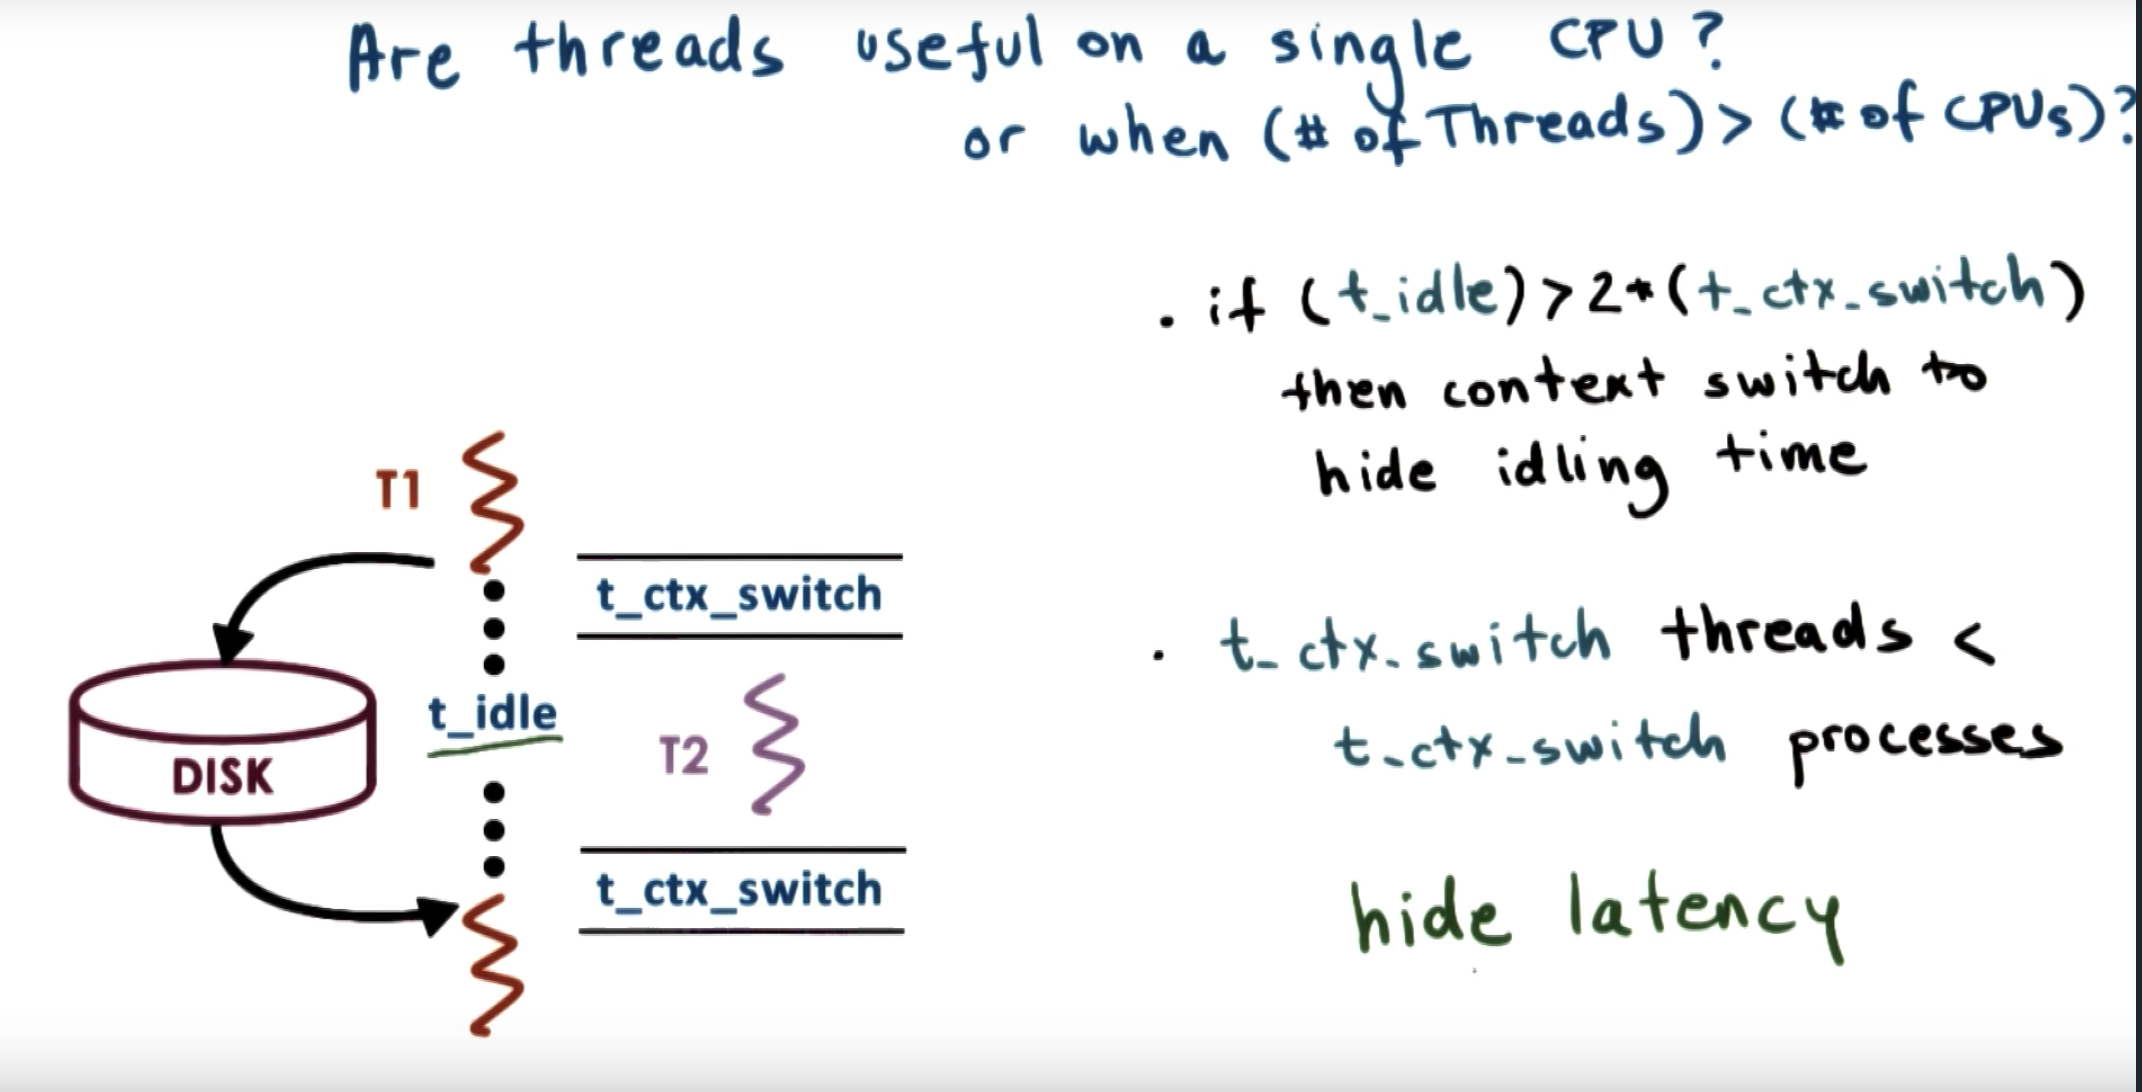 Are threads useful on a single CPU?
or when (# of Threads) > (# of CPUs)?
. if (t_idle) > 2*(t_ctx_switch)
then context switch to
hide idling time
. t_ctx_switch threads <
t_ctx_switch processes
hide latency
T1
t_ctx_switch
t_idle
DISK
T2
t_ctx_switch